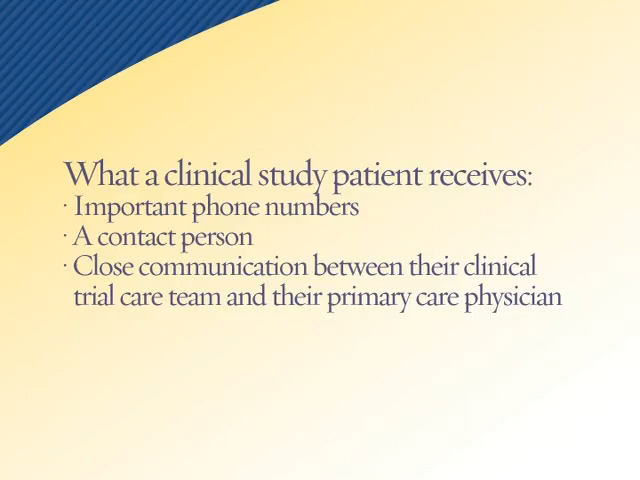 What a clinical study patient receives:
· Important phone numbers
· A contact person
· Close communication between their clinical
trial care team and their primary care physician